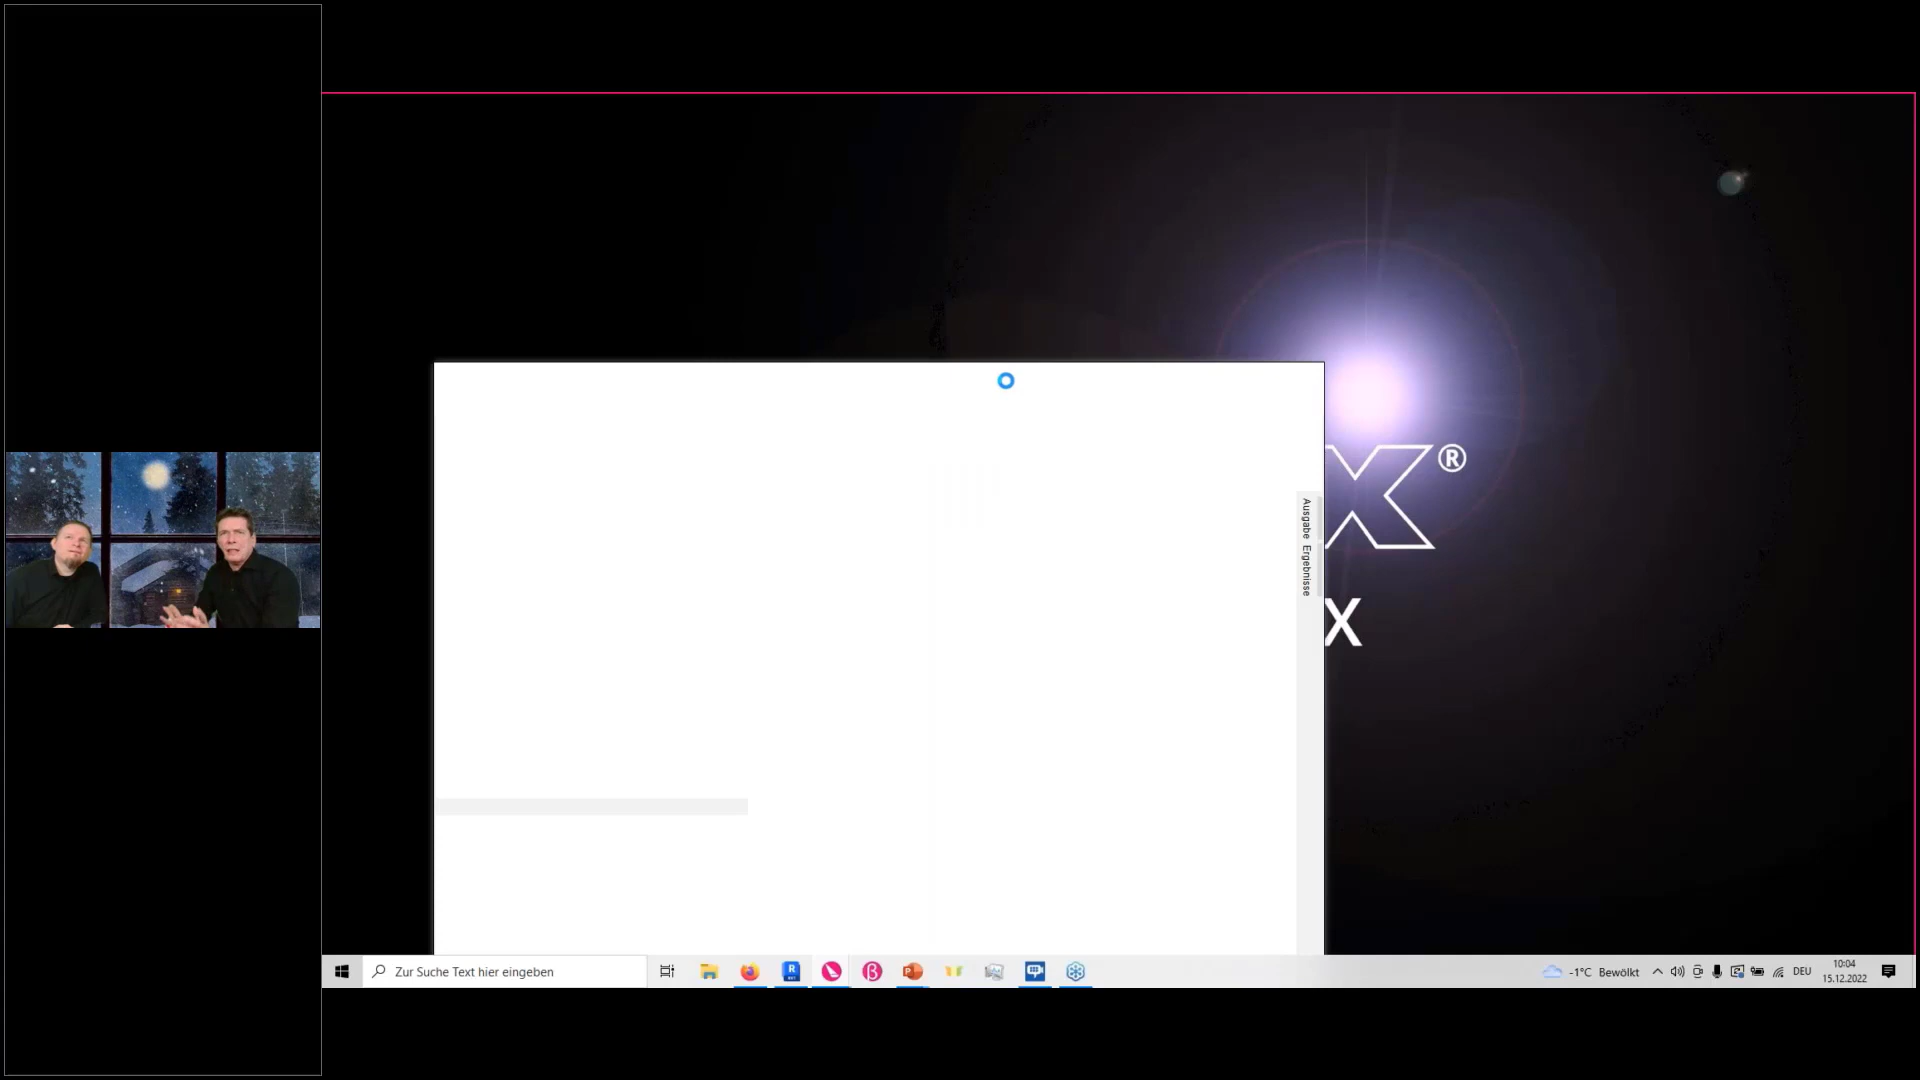 X®
X
Ausgabe Ergebnisse
Zur Suche Text hier eingeben
-1°C Bewölkt
DEU
10:04
15.12.2022